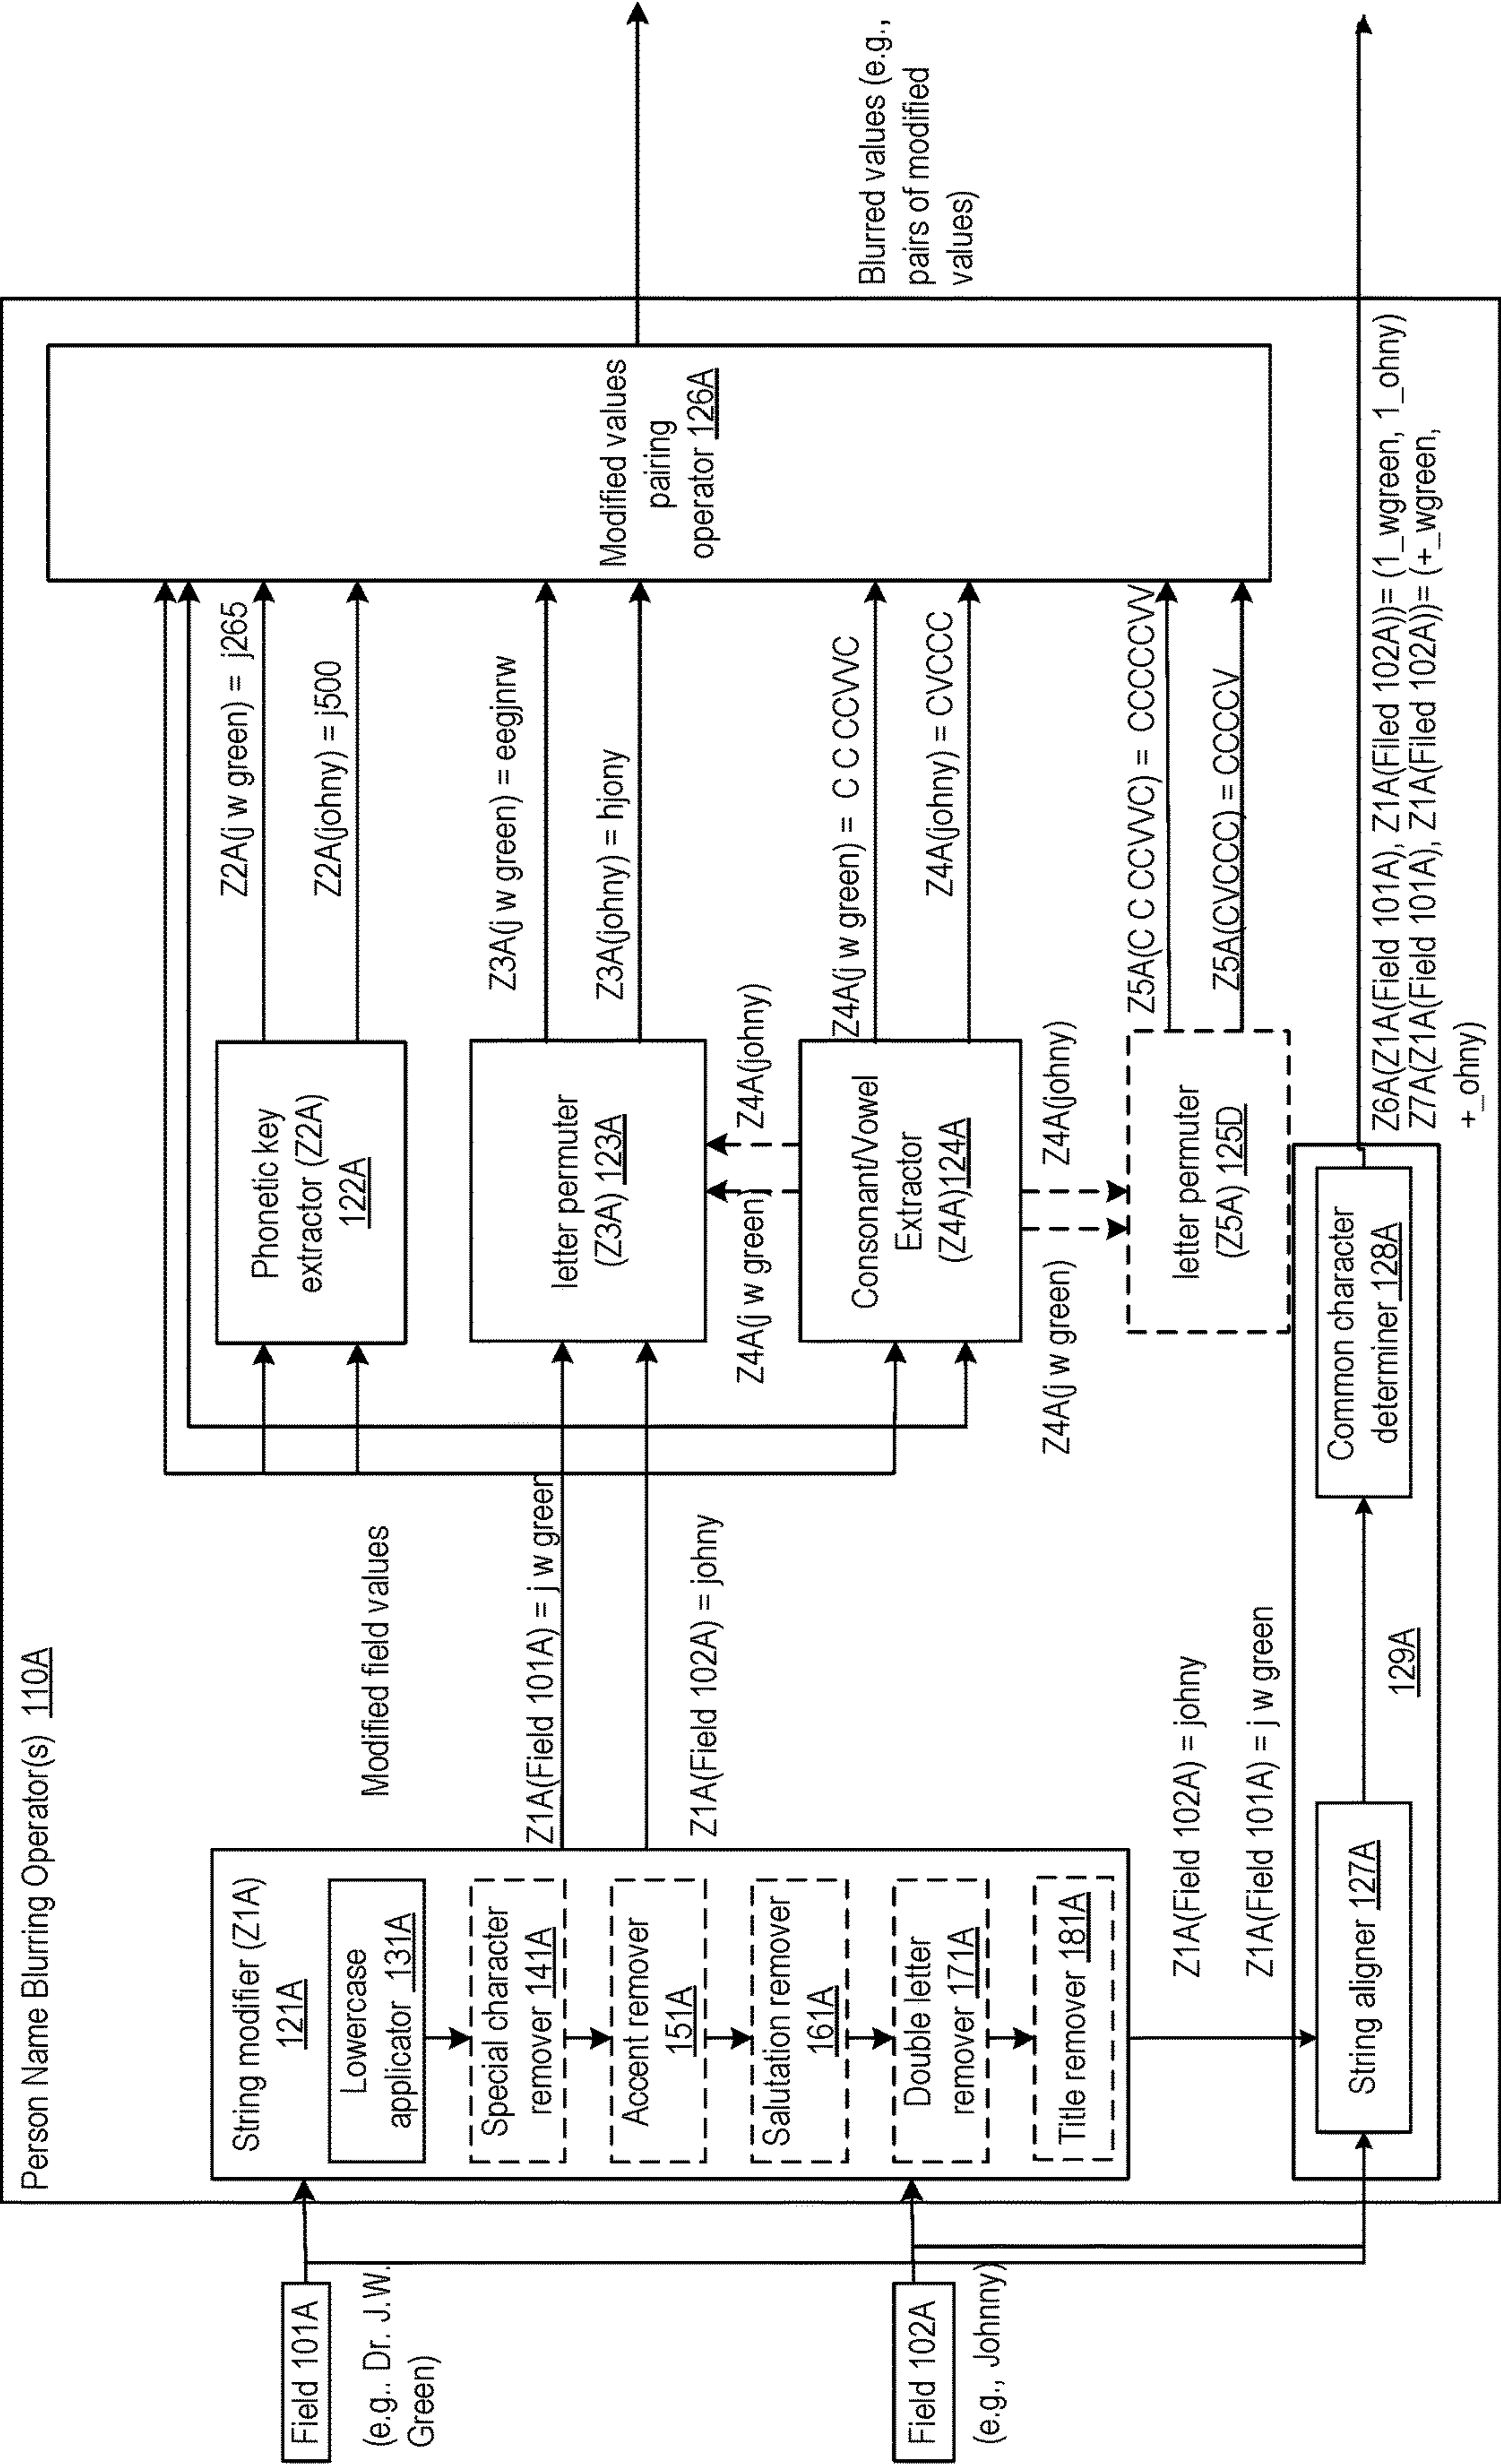 Person Name Blurring Operator(s) 110A
Field 101A
(e.g.. Dr. J.W.
Green)
Field 102A
(e.g., Johnny)
String modifier (Z1A)
121A
Lowercase
applicator 131A
Special character
remover 141A
Accent remover
151A
Salutation remover
161A
Double letter
remover 171A
Title remover 181A
Modified field values
Z1A(Field 101A) = j w green
Z1A(Field 102A) = johny
Z1A(Field 102A) = johny
Z1A(Field 101A) = j w green
String aligner 127A
129A
Common character
determiner 128A
Phonetic key
extractor (Z2A)
122A
letter permuter
(Z3A) 123A
Z4A(j w green)
Z4A(johny)
Consonant/Vowel
Extractor
(Z4A)124A
Z4A(j w green)
Z4A(johny)
letter permuter
(Z5A) 125D
Z2A(j w green) = j265
Z2A(johny) = j500
Z3A(j w green) = eegjnrw
Z3A(johny) = hjony
Z4A(j w green) = C C CCVVC
Z4A(johny) = CVCCC
Z5A(C C CCVVC) = CCCCCVV
Z5A(CVCCC) = CCCCV
Modified values
pairing
operator 126A
Blurred values (e.g.,
pairs of modified
values)
Z6A(Z1A(Field 101A), Z1A(Filed 102A))= (1_wgreen, 1_ohny)
Z7A(Z1A(Field 101A), Z1A(Filed 102A))= (+_wgreen,
+_ohny)